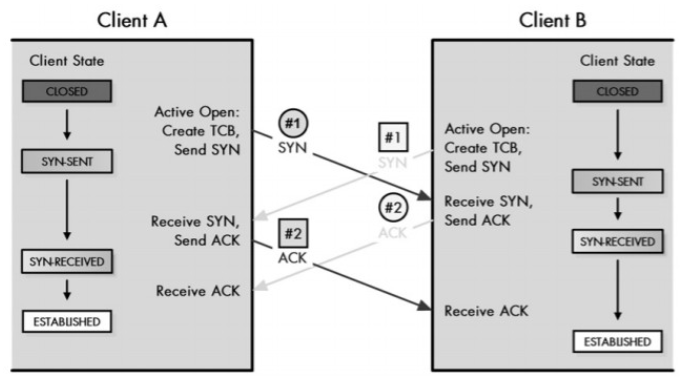 Client A
Client B
Client State
CLOSED
SYN-SENT
SYN-RECEIVED
ESTABLISHED
Active Open:
Create TCB,
Send SYN
Receive SYN,
Send ACK
Receive ACK
#1
SYN
#1
SYN
#2
ACK
#2
ACK
Active Open:
Create TCB,
Send SYN
Receive SYN,
Send ACK
Receive ACK
Client State
CLOSED
SYN-SENT
SYN-RECEIVED
ESTABLISHED